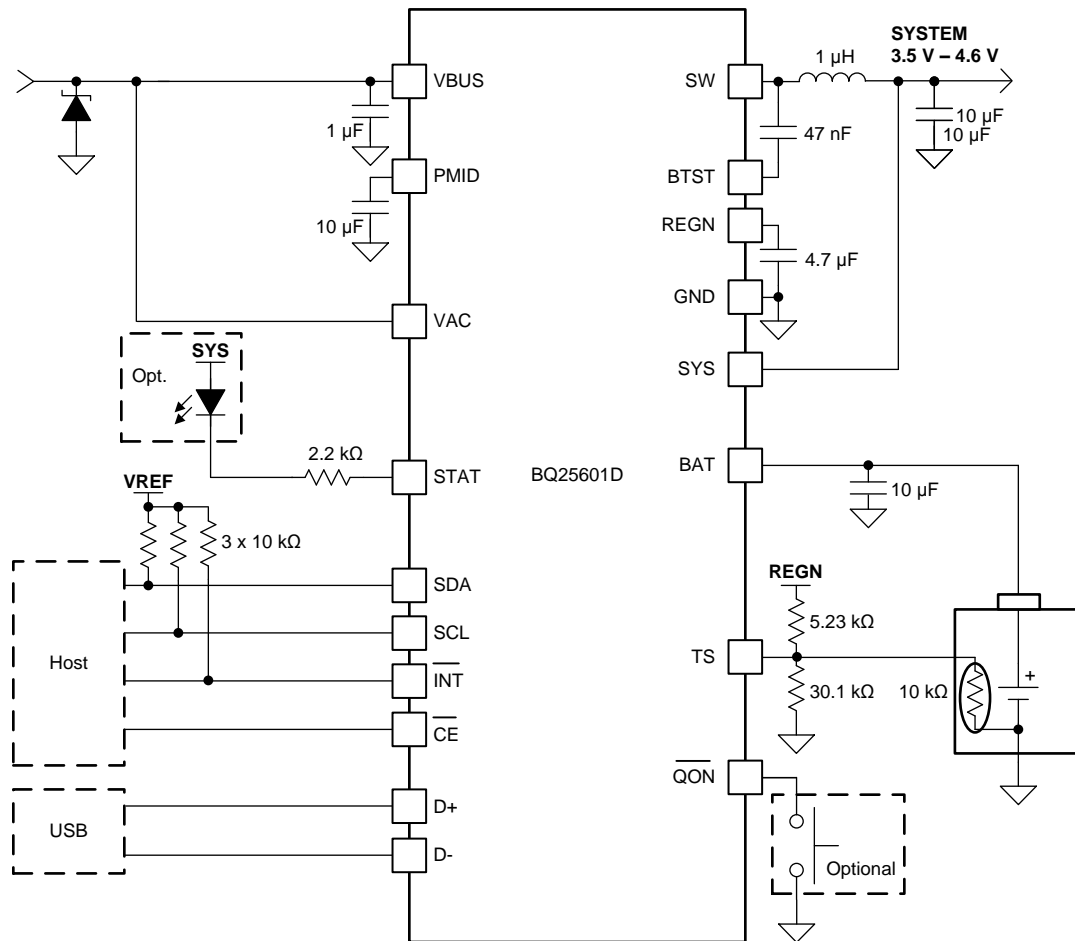 SYSTEM
3.5 V – 4.6 V
1 µH
VBUS
SW
10 µF
10 µF
1 µF
47 nF
PMID
BTST
REGN
10 µF
4.7 µF
GND
VAC
SYS
Opt.
SYS
BAT
2.2 kΩ
STAT
BQ25601D
10 µF
VREF
3 x 10 kΩ
REGN
SDA
5.23 kΩ
SCL
Host
TS
INT
30.1 kΩ
10 kΩ
+
CE
QON
D+
USB
D-
Optional